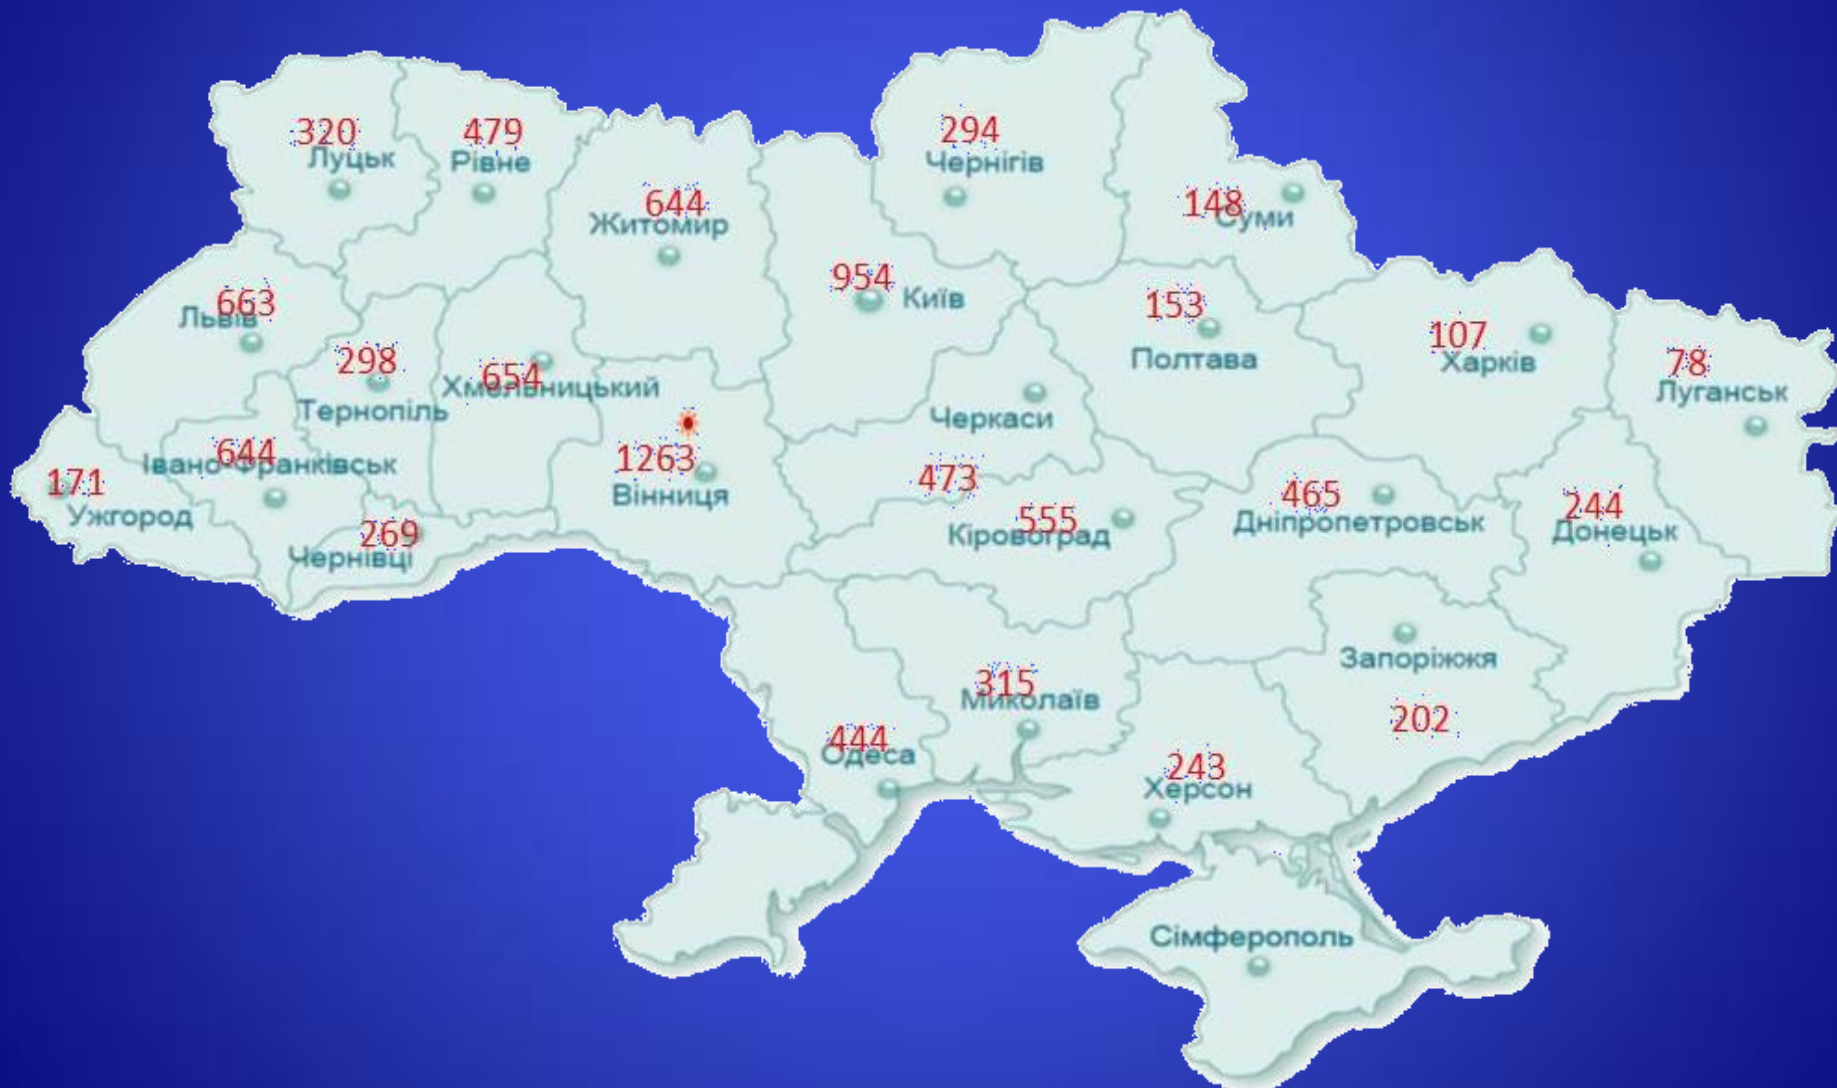 320
Луцьк
479
Рівне
294
Чернігів
644
Житомир
148
Суми
954
Київ
663
Львів
153
Полтава
107
Харків
78
Луганськ
298
Тернопіль
654
Хмельницький
Черкаси
473
644
Івано-Франківськ
1263
Вінниця
171
Ужгород
269
Чернівці
555
Кіровоград
465
Дніпропетровськ
244
Донецьк
Запоріжжя
202
315
Миколаїв
444
Одеса
243
Херсон
Сімферополь